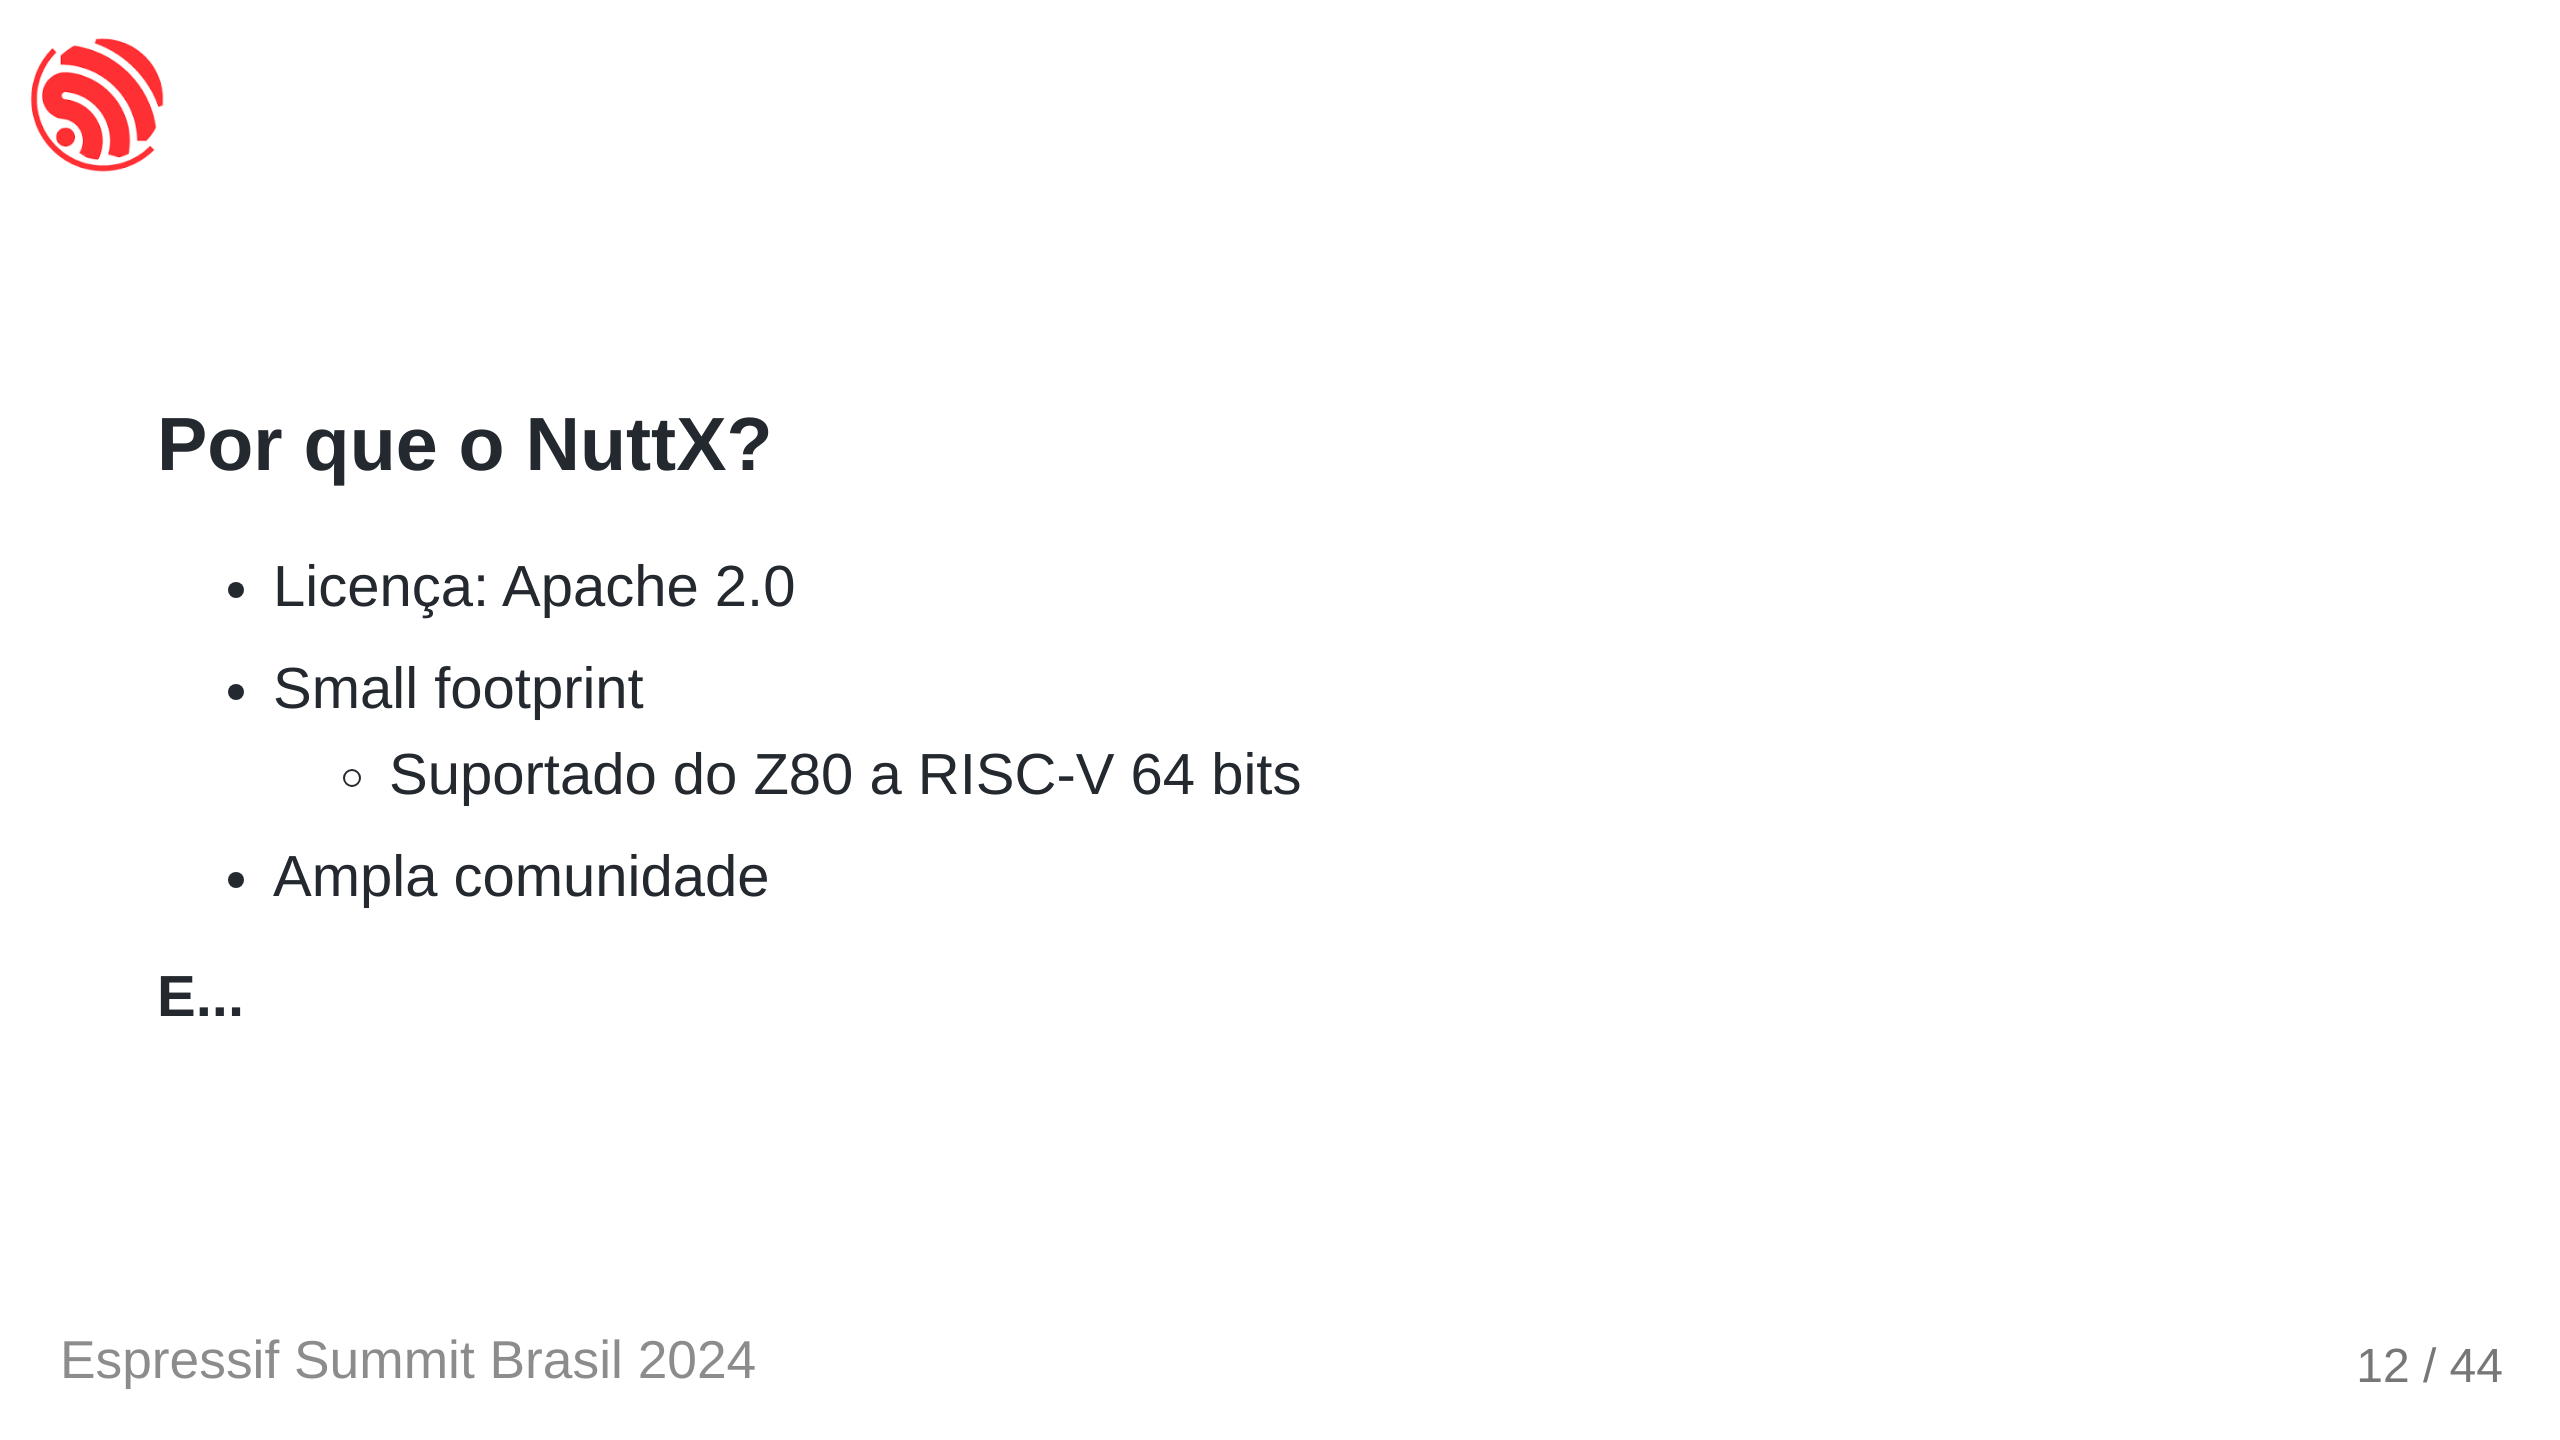 Por que o NuttX?
Licença: Apache 2.0
Small footprint
Suportado do Z80 a RISC-V 64 bits
Ampla comunidade
E...
Espressif Summit Brasil 2024
12 / 44